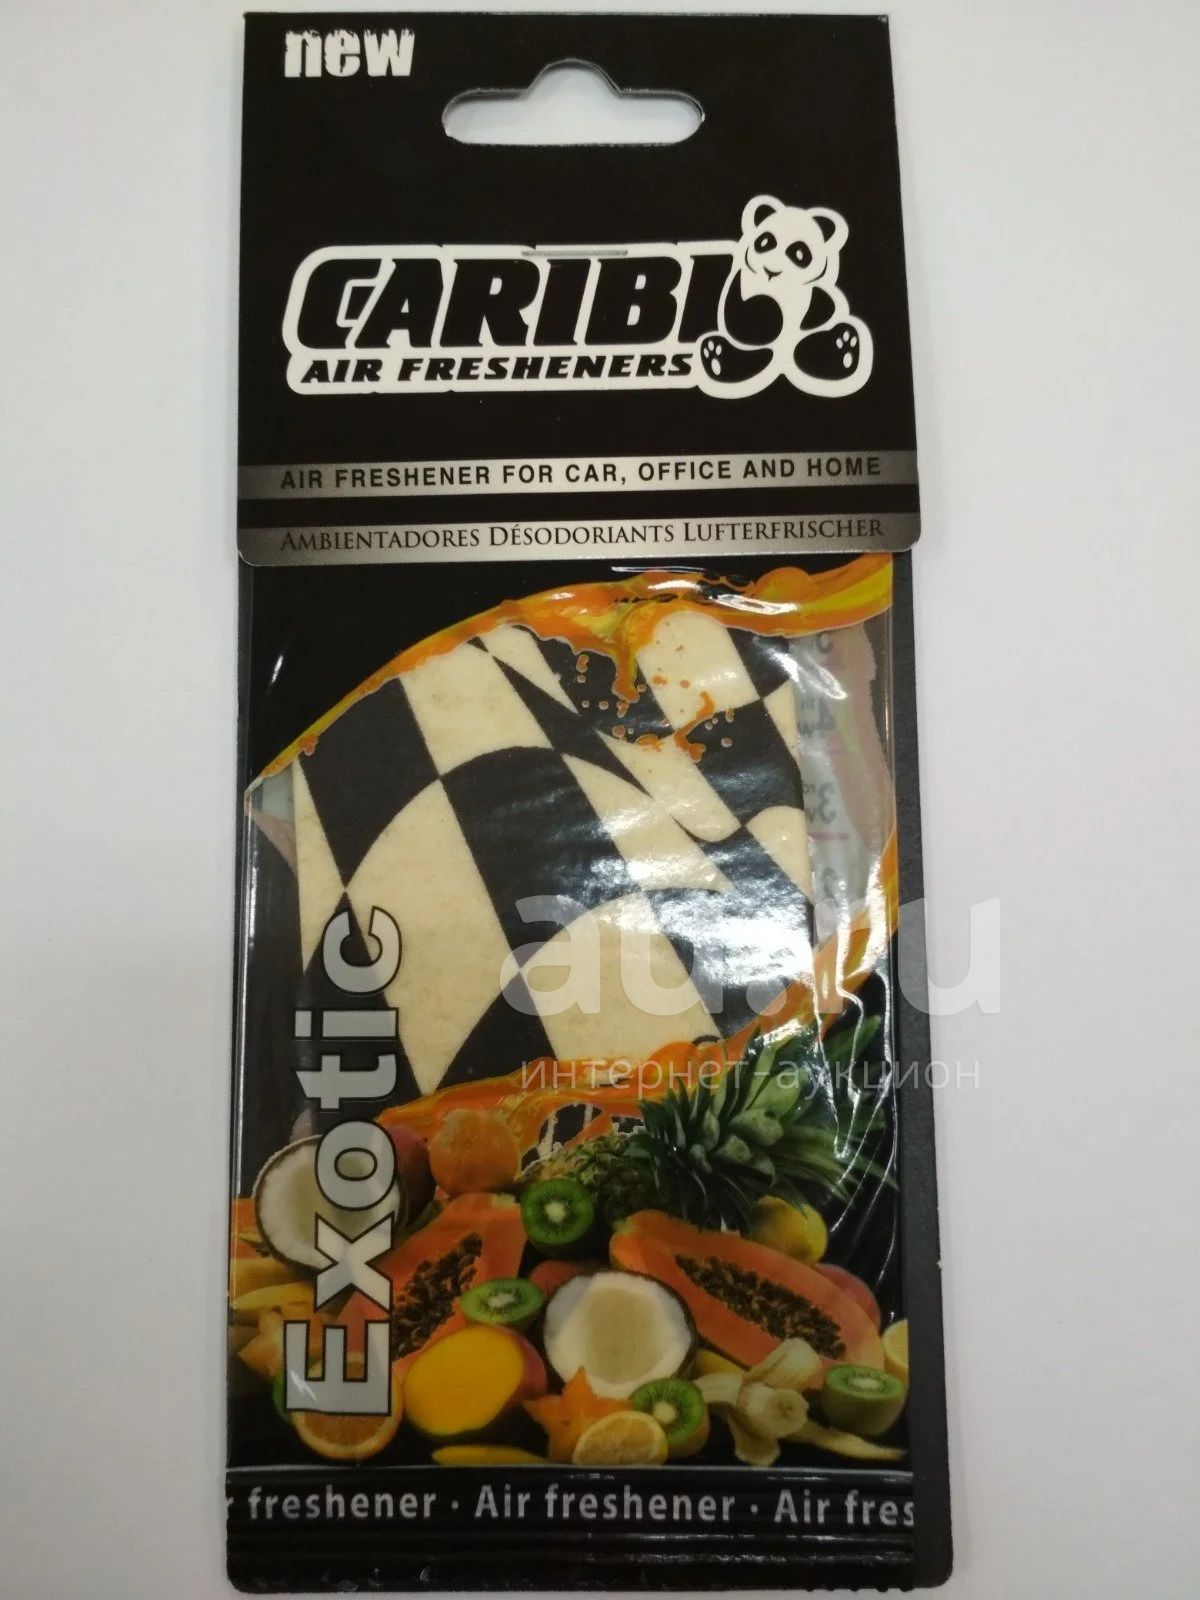 new
CARIBI
AIR FRESHENERS
AIR FRESHENER FOR CAR, OFFICE AND HOME
AMBIENTADORES DÉSODORIANTS LUFTERFRISCHER
Exotic
au.ru
интернет-аукцион
freshener · Air freshener · Air fres